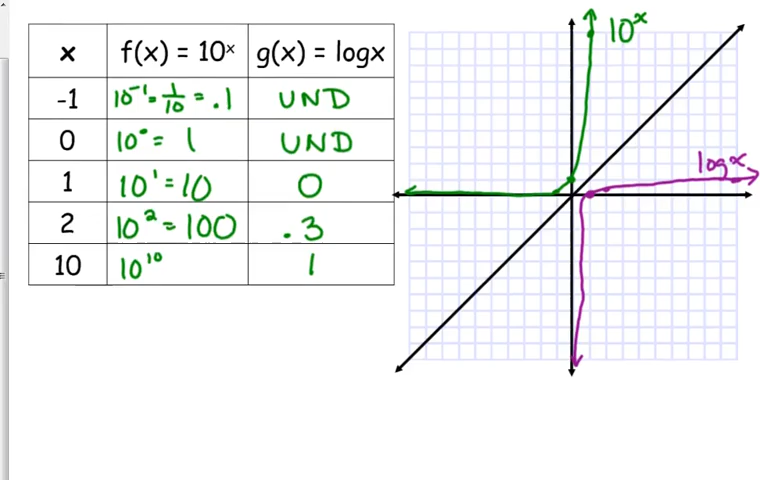 x f(x) = 10ˣ g(x) = logx
-1 10⁻¹ = 1/10 = .1 UND
0 10⁰ = 1 UND
1 10¹ = 10 0
2 10² = 100 .3
10 10¹⁰ 1
10ˣ
logx